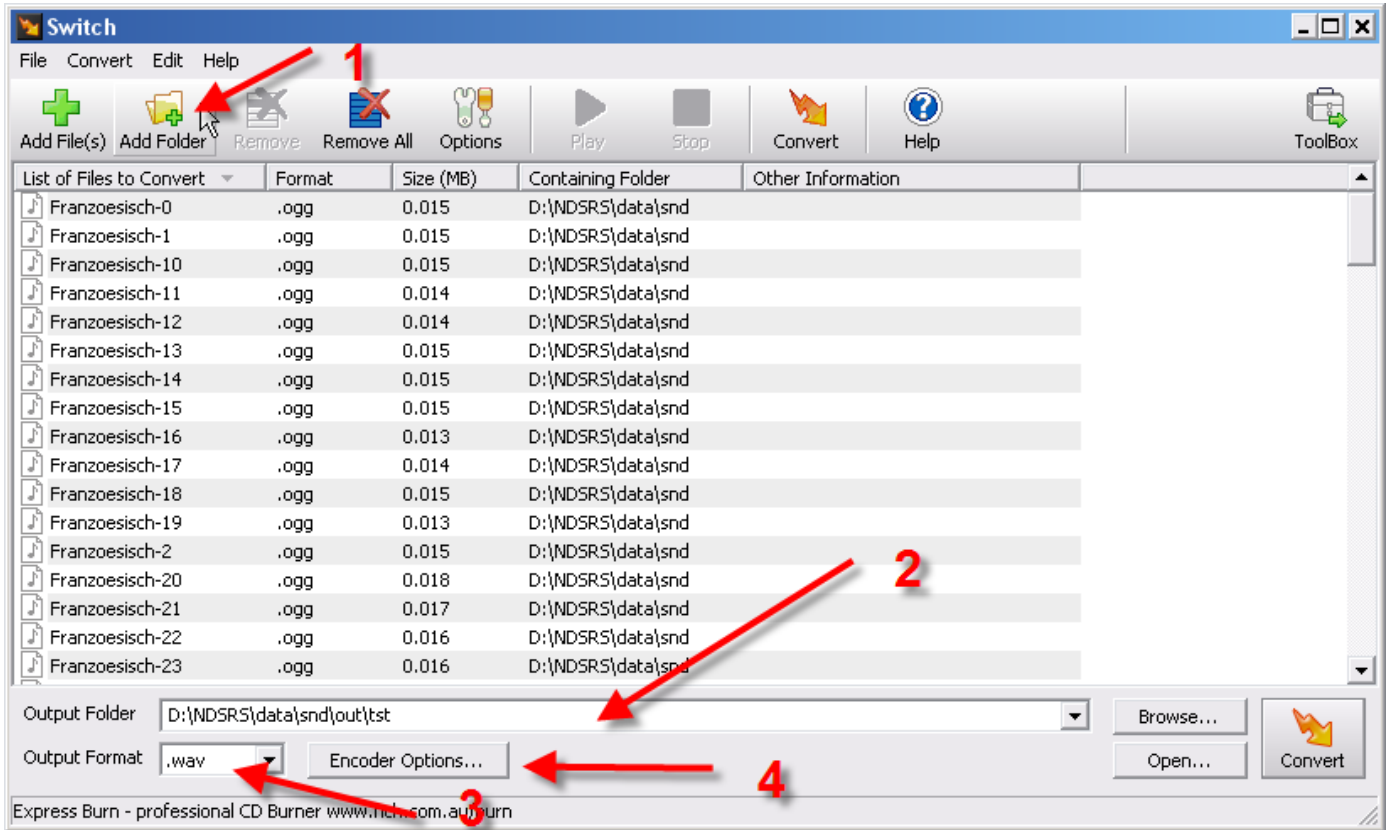 Switch
File Convert Edit Help
1
Add File(s) Add Folder Remove Remove All Options Play Stop Convert Help ToolBox
List of Files to Convert Format Size (MB) Containing Folder Other Information
Franzoesisch-0 .ogg 0.015 D:\NDSRS\data\snd
Franzoesisch-1 .ogg 0.015 D:\NDSRS\data\snd
Franzoesisch-10 .ogg 0.015 D:\NDSRS\data\snd
Franzoesisch-11 .ogg 0.014 D:\NDSRS\data\snd
Franzoesisch-12 .ogg 0.014 D:\NDSRS\data\snd
Franzoesisch-13 .ogg 0.015 D:\NDSRS\data\snd
Franzoesisch-14 .ogg 0.015 D:\NDSRS\data\snd
Franzoesisch-15 .ogg 0.015 D:\NDSRS\data\snd
Franzoesisch-16 .ogg 0.013 D:\NDSRS\data\snd
Franzoesisch-17 .ogg 0.014 D:\NDSRS\data\snd
Franzoesisch-18 .ogg 0.015 D:\NDSRS\data\snd
Franzoesisch-19 .ogg 0.013 D:\NDSRS\data\snd
Franzoesisch-2 .ogg 0.015 D:\NDSRS\data\snd
Franzoesisch-20 .ogg 0.018 D:\NDSRS\data\snd
2
Franzoesisch-21 .ogg 0.017 D:\NDSRS\data\snd
Franzoesisch-22 .ogg 0.016 D:\NDSRS\data\snd
Franzoesisch-23 .ogg 0.016 D:\NDSRS\data\snd
Output Folder D:\NDSRS\data\snd\out\tst Browse...
Output Format .wav Encoder Options... Open... Convert
4
3
Express Burn - professional CD Burner www.nch.com.au/burn